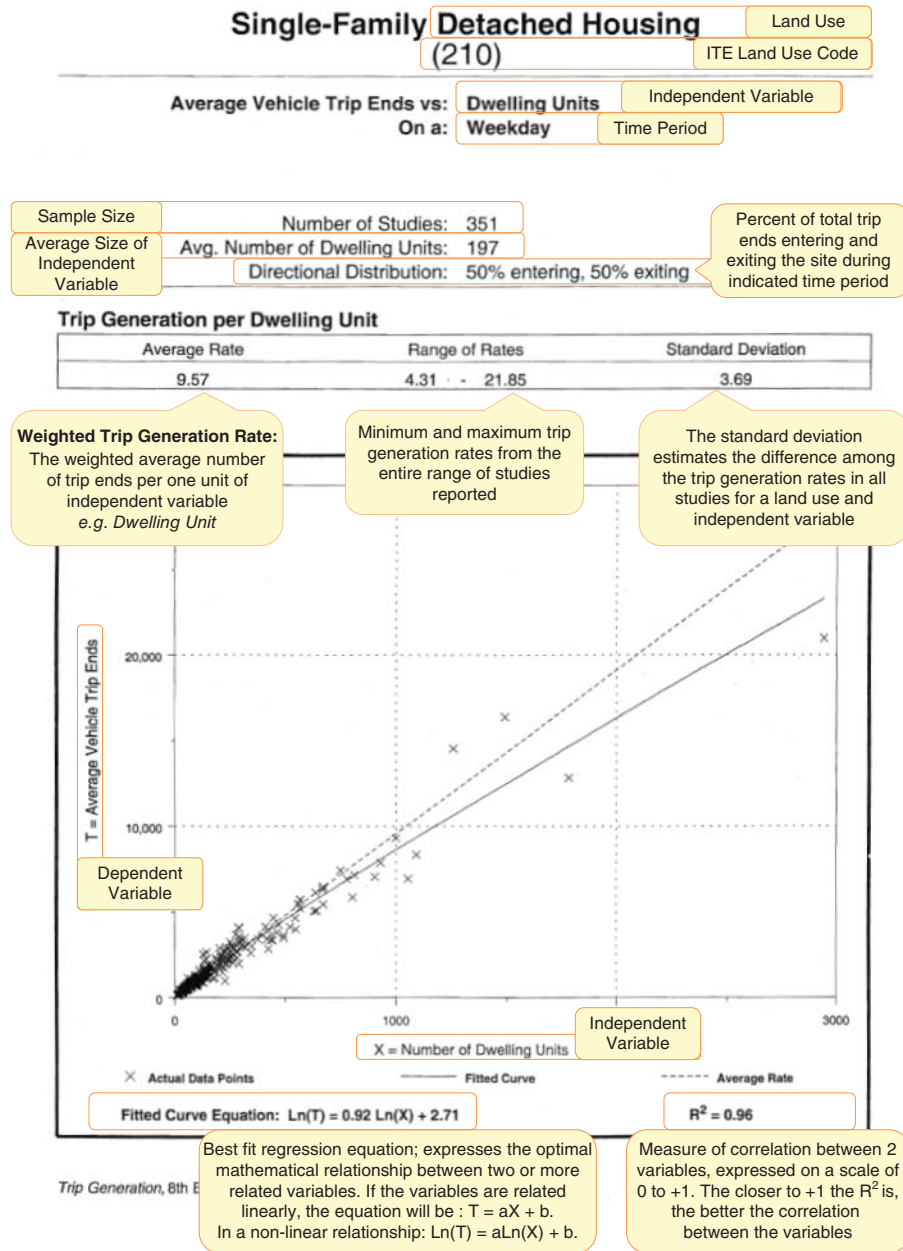 Single-Family Detached Housing
Land Use
(210)
ITE Land Use Code
Average Vehicle Trip Ends vs: Dwelling Units
Independent Variable
On a: Weekday
Time Period
Sample Size
Number of Studies: 351
Average Size of
Independent
Variable
Avg. Number of Dwelling Units: 197
Directional Distribution: 50% entering, 50% exiting
Percent of total trip
ends entering and
exiting the site during
indicated time period
Trip Generation per Dwelling Unit
Average Rate Range of Rates Standard Deviation
9.57 4.31 - 21.85 3.69
Weighted Trip Generation Rate:
The weighted average number
of trip ends per one unit of
independent variable
e.g. Dwelling Unit
Minimum and maximum trip
generation rates from the
entire range of studies
reported
The standard deviation
estimates the difference among
the trip generation rates in all
studies for a land use and
independent variable
T = Average Vehicle Trip Ends
20,000
10,000
0
Dependent
Variable
0 1000 3000
Independent
Variable
X = Number of Dwelling Units
Actual Data Points
Fitted Curve
Average Rate
Fitted Curve Equation: Ln(T) = 0.92 Ln(X) + 2.71
R² = 0.96
Best fit regression equation; expresses the optimal
mathematical relationship between two or more
related variables. If the variables are related
linearly, the equation will be : T = aX + b.
In a non-linear relationship: Ln(T) = aLn(X) + b.
Measure of correlation between 2
variables, expressed on a scale of
0 to +1. The closer to +1 the R² is,
the better the correlation
between the variables
Trip Generation, 8th